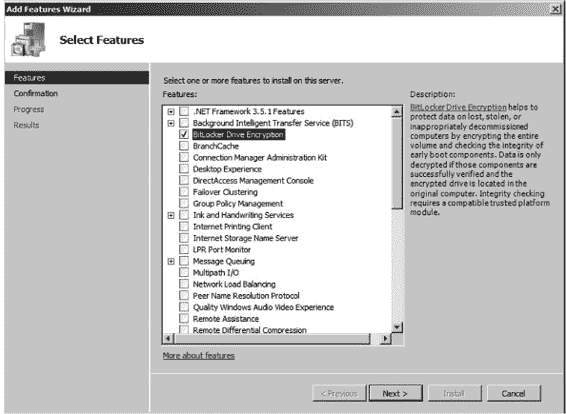 Add Features Wizard
Select Features
Features
Confirmation
Progress
Results
Select one or more features to install on this server.
Features:
.NET Framework 3.5.1 Features
Background Intelligent Transfer Service (BITS)
BitLocker Drive Encryption
BranchCache
Connection Manager Administration Kit
Desktop Experience
DirectAccess Management Console
Failover Clustering
Group Policy Management
Ink and Handwriting Services
Internet Printing Client
Internet Storage Name Server
LPR Port Monitor
Message Queuing
Multipath I/O
Network Load Balancing
Peer Name Resolution Protocol
Quality Windows Audio Video Experience
Remote Assistance
Remote Differential Compression
More about features
Description:
BitLocker Drive Encryption helps to
protect data on lost, stolen, or
inappropriately decommissioned
computers by encrypting the entire
volume and checking the integrity of
early boot components. Data is only
decrypted if those components are
successfully verified and the
encrypted drive is located in the
original computer. Integrity checking
requires a compatible trusted platform
module.
< Previous
Next >
Install
Cancel